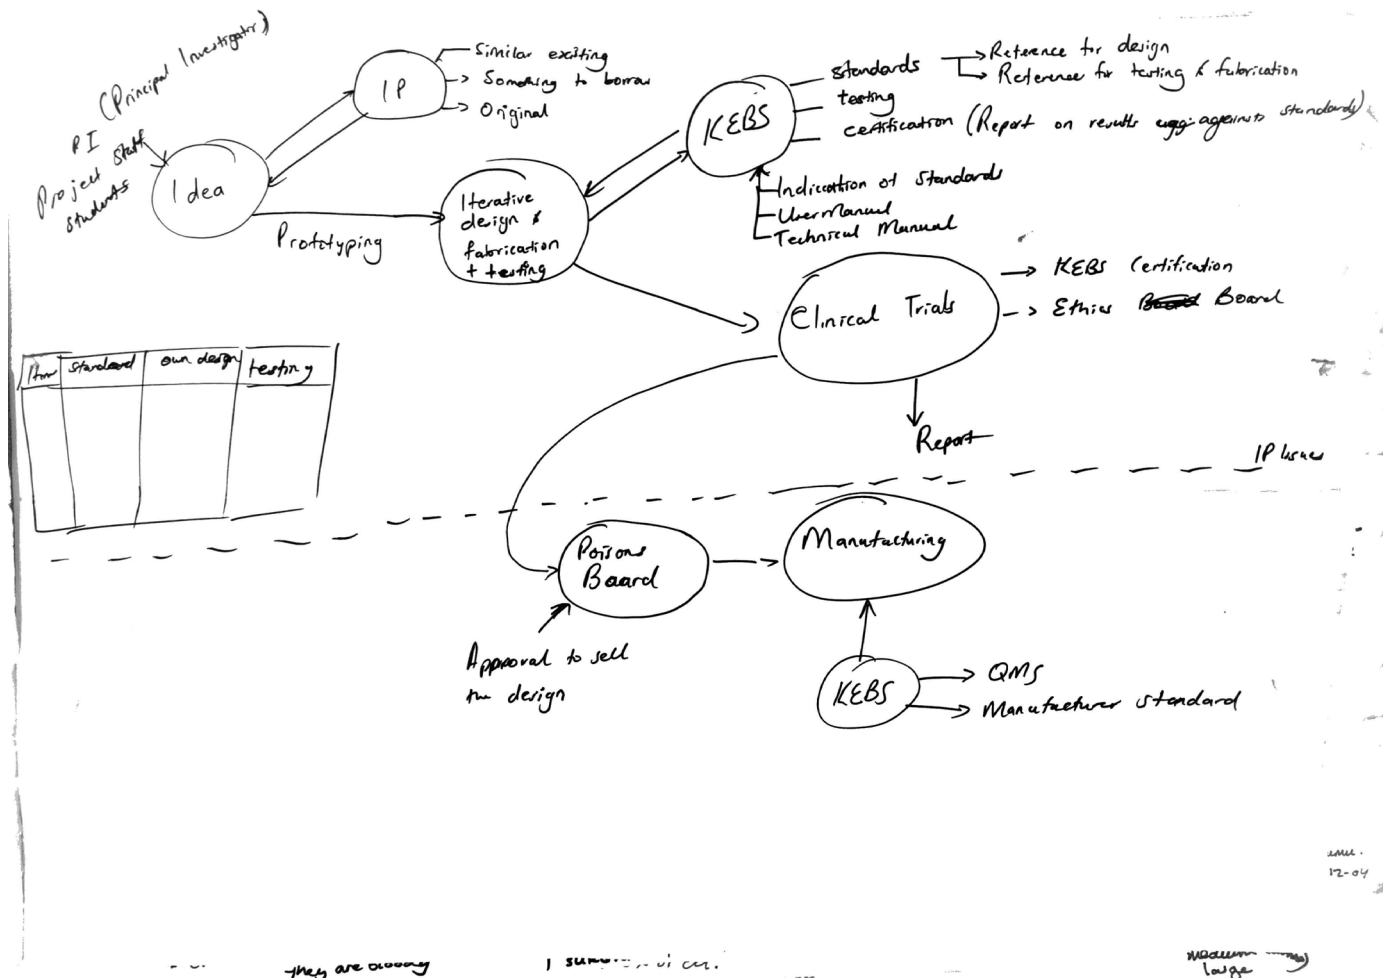 PI (Principal Investigator)
Project staff
students
Idea
IP
Similar existing
Something to borrow
Original
Prototyping
Iterative
design &
fabrication
+ testing
KEBS
standards
Reference for design
Reference for testing & fabrication
testing
certification (Report on results against standards)
Indication of Standards
User Manual
Technical Manual
Clinical Trials
KEBS Certification
Ethics Board
Report
Item
standard
own design
testing
IP Issues
Poisons
Board
Approval to sell
the design
Manufacturing
KEBS
QMS
Manufacturer standard
12-04
They are
medium
large